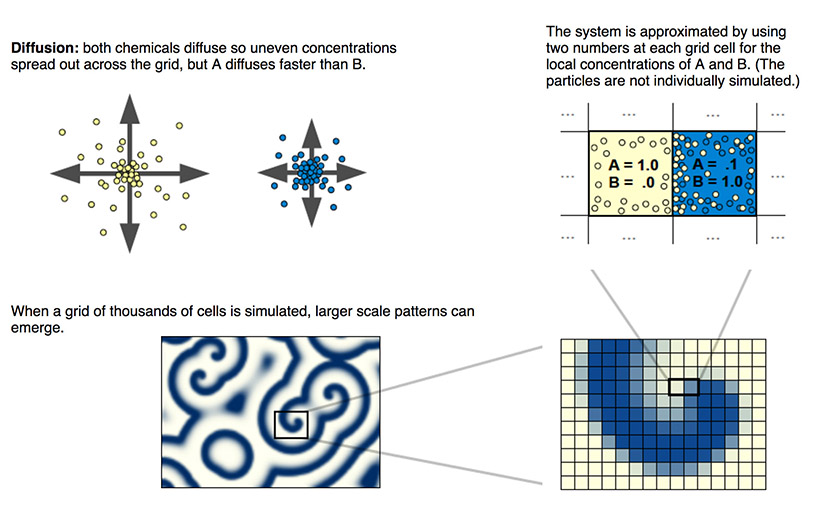 Diffusion: both chemicals diffuse so uneven concentrations
spread out across the grid, but A diffuses faster than B.
The system is approximated by using
two numbers at each grid cell for the
local concentrations of A and B. (The
particles are not individually simulated.)
... ... ...
... A = 1.0 A = .1 ...
B = .0 B = 1.0
... ... ... ...
When a grid of thousands of cells is simulated, larger scale patterns can
emerge.